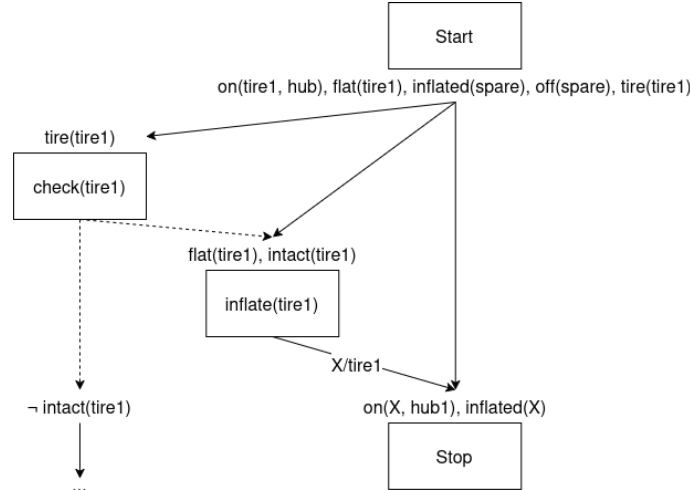 Start
on(tire1, hub), flat(tire1), inflated(spare), off(spare), tire(tire1)
tire(tire1)
check(tire1)
flat(tire1), intact(tire1)
inflate(tire1)
X/tire1
¬ intact(tire1)
on(X, hub1), inflated(X)
Stop
...